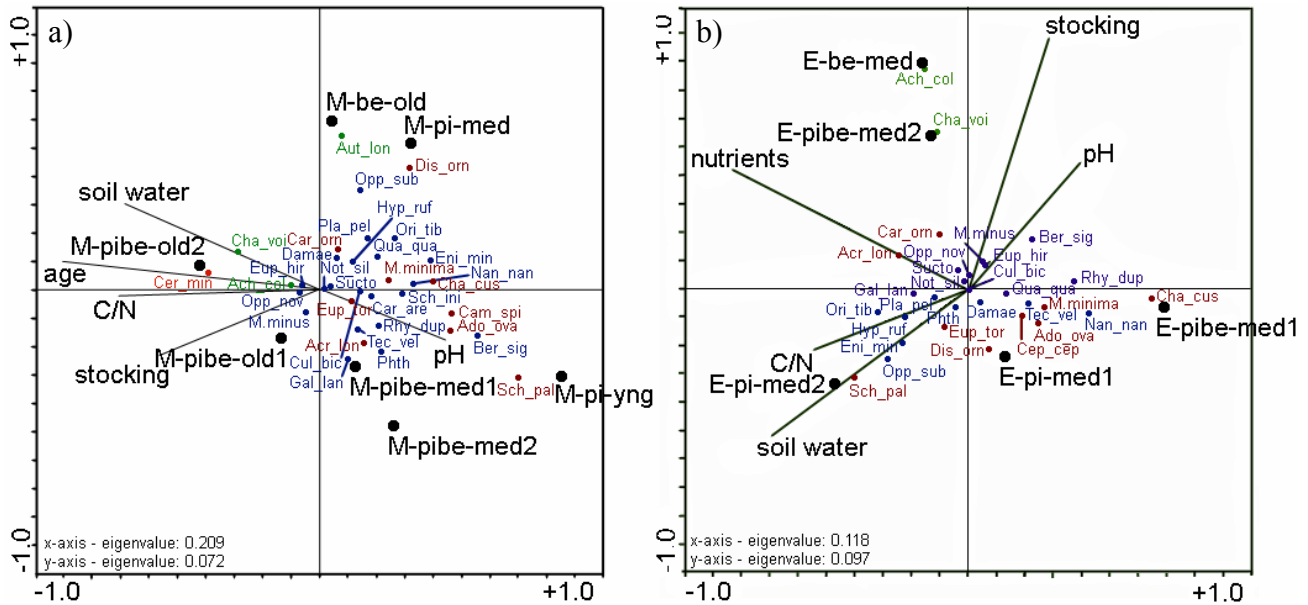 a)
+1.0
M-be-old
M-pi-med
Aut_lon
Dis_orn
Opp_sub
soil water
Hyp_ruf
Pla_pel
Ori_tib
Cha_voi
Car_orn
Qua_qua
M-pibe-old2
Damae
Eni_min
Eup_hir
Not_sil
M.minima
Nan_nan
age
Cer_min
Ach_col
Sucto
Cha_cus
C/N
Opp_nov
Sch_ini
Eup_tor
Car_are
Cam_spi
M.minus
Rhy_dup
Ado_ova
M-pibe-old1
Acr_lon
Tec_vel
pH
Ber_sig
stocking
Cul_bic
Phth
Gal_lan
M-pibe-med1
Sch_pal
M-pi-yng
M-pibe-med2
x-axis - eigenvalue: 0.209
y-axis - eigenvalue: 0.072
-1.0
-1.0
+1.0
b)
+1.0
stocking
E-be-med
Ach_col
Cha_voi
E-pibe-med2
nutrients
pH
Car_orn
M.minus
Ber_sig
Acr_lon
Opp_nov
Eup_hir
Sucto
Cul_bic
Rhy_dup
Not_sil
Gal_lan
Qua_qua
Pla_pel
M.minima
Cha_cus
Ori_tib
Phth
Damae
Tec_vel
E-pibe-med1
Hyp_ruf
Eup_tor
Ado_ova
Nan_nan
Eni_min
Dis_orn
Cep_cep
C/N
Opp_sub
E-pi-med1
E-pi-med2
Sch_pal
soil water
x-axis - eigenvalue: 0.118
y-axis - eigenvalue: 0.097
-1.0
-1.0
+1.0